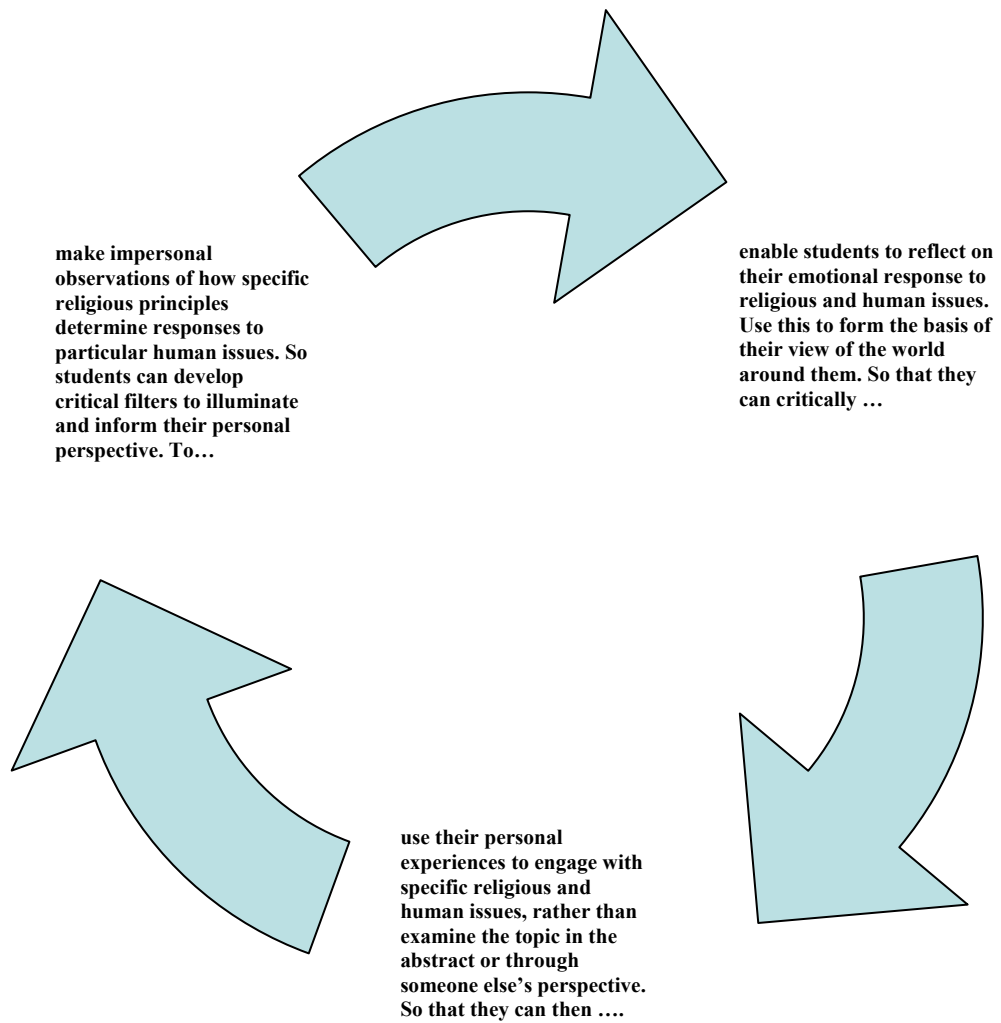 make impersonal
observations of how specific
religious principles
determine responses to
particular human issues. So
students can develop
critical filters to illuminate
and inform their personal
perspective. To…
enable students to reflect on
their emotional response to
religious and human issues.
Use this to form the basis of
their view of the world
around them. So that they
can critically …
use their personal
experiences to engage with
specific religious and
human issues, rather than
examine the topic in the
abstract or through
someone else’s perspective.
So that they can then ….